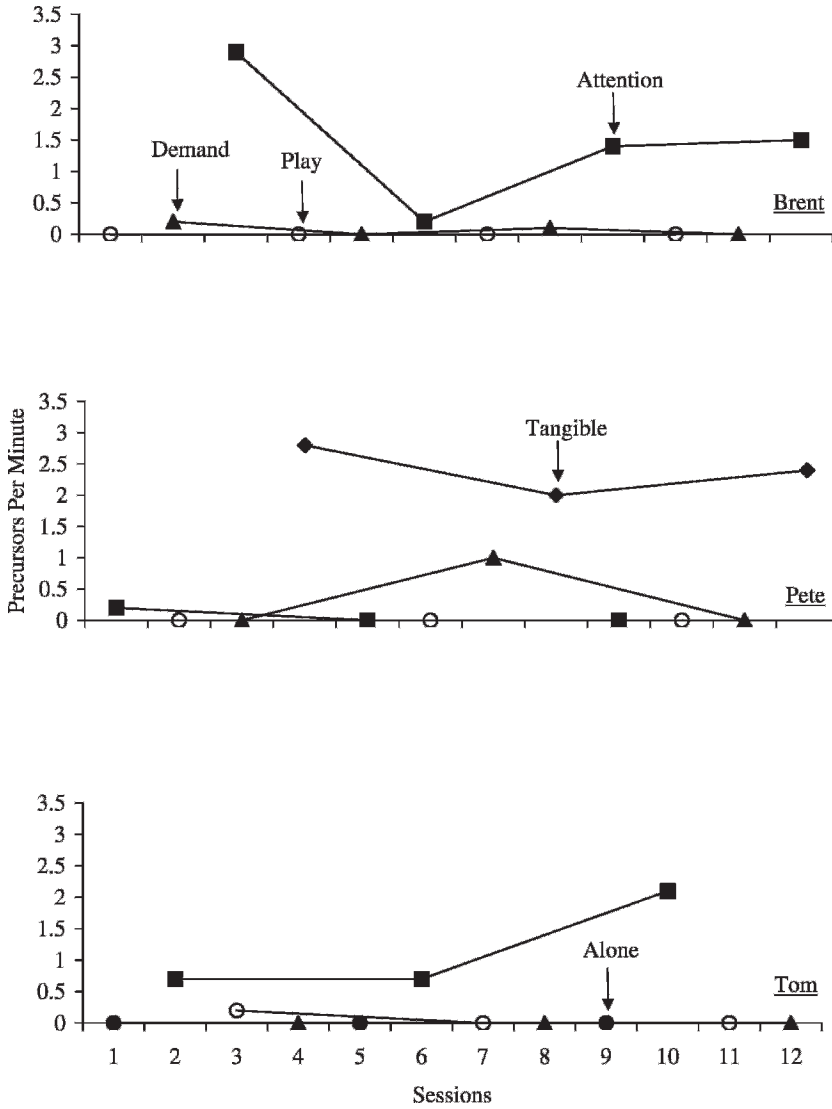 3.5
3
2.5
2
1.5
1
0.5
0
Demand
Play
Attention
Brent
Precursors Per Minute
3.5
3
2.5
2
1.5
1
0.5
0
Tangible
Pete
3.5
3
2.5
2
1.5
1
0.5
0
Alone
Tom
1 2 3 4 5 6 7 8 9 10 11 12
Sessions